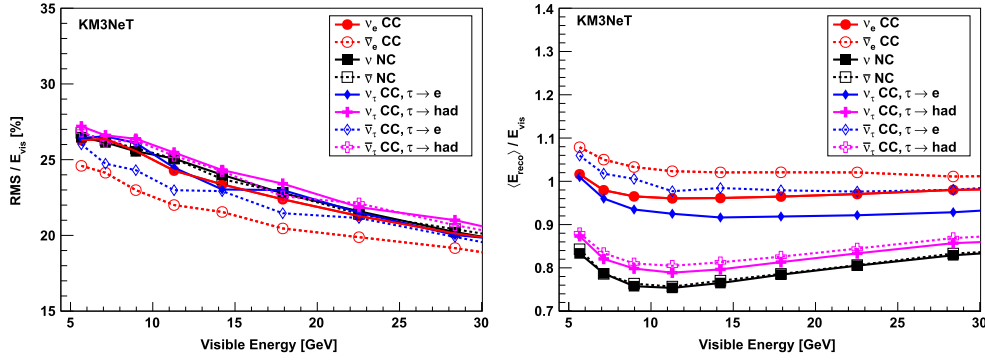 KM3NeT
ν_e CC
ν̅_e CC
ν NC
ν̅ NC
ν_τ CC, τ → e
ν_τ CC, τ → had
ν̅_τ CC, τ → e
ν̅_τ CC, τ → had
35
30
25
20
15
RMS / E_vis [%]
5 10 15 20 25 30
Visible Energy [GeV]
KM3NeT
ν_e CC
ν̅_e CC
ν NC
ν̅ NC
ν_τ CC, τ → e
ν_τ CC, τ → had
ν̅_τ CC, τ → e
ν̅_τ CC, τ → had
1.4
1.3
1.2
1.1
1.0
0.9
0.8
0.7
⟨E_reco⟩ / E_vis
5 10 15 20 25 30
Visible Energy [GeV]